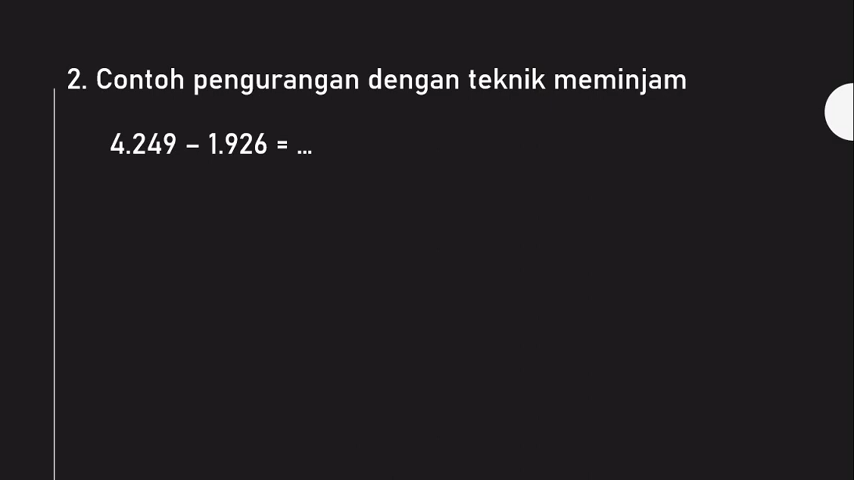 2. Contoh pengurangan dengan teknik meminjam
4.249 – 1.926 = ...